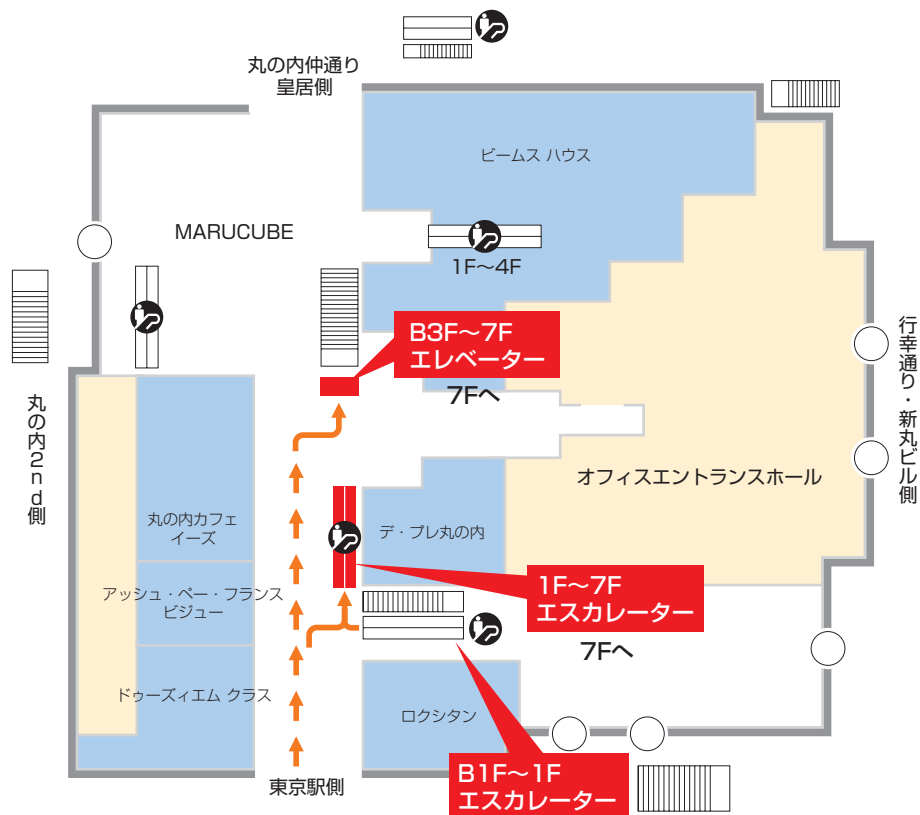 丸の内仲通り
皇居側
ビームス ハウス
MARUCUBE
1F〜4F
B3F〜7F
エレベーター
7Fへ
行幸通り・新丸ビル側
丸の内2nd側
オフィスエントランスホール
丸の内カフェ
イーズ
デ・プレ丸の内
アッシュ・ペー・フランス
ビジュー
1F〜7F
エスカレーター
7Fへ
ドゥーズィエム クラス
ロクシタン
B1F〜1F
エスカレーター
東京駅側